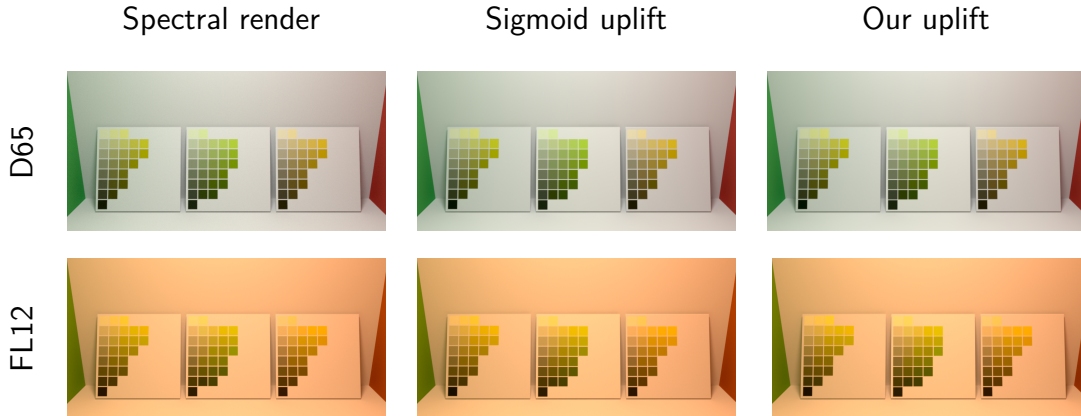 Spectral render
Sigmoid uplift
Our uplift
D65
FL12